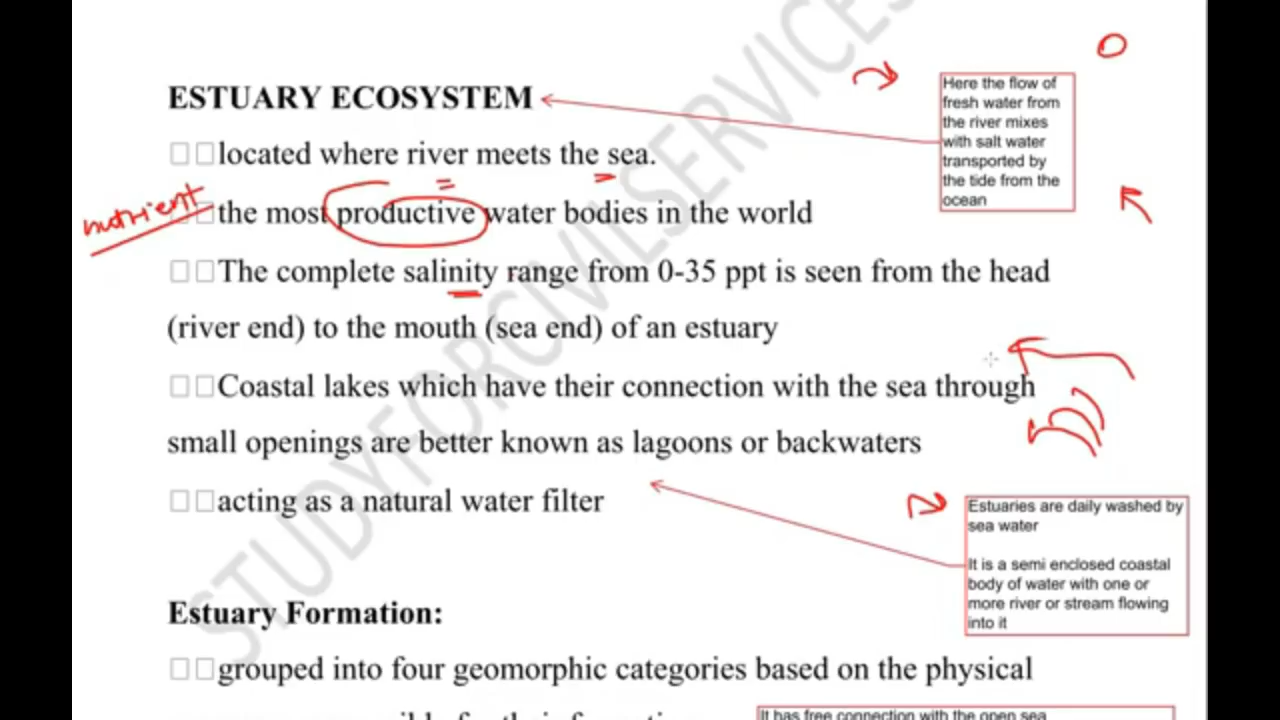 ESTUARY ECOSYSTEM
located where river meets the sea.
nutrient
the most productive water bodies in the world
The complete salinity range from 0-35 ppt is seen from the head
(river end) to the mouth (sea end) of an estuary
Coastal lakes which have their connection with the sea through
small openings are better known as lagoons or backwaters
acting as a natural water filter
Here the flow of
fresh water from
the river mixes
with salt water
transported by
the tide from the
ocean
Estuaries are daily washed by
sea water
It is a semi enclosed coastal
body of water with one or
more river or stream flowing
into it
Estuary Formation:
grouped into four geomorphic categories based on the physical
It has free connection with the open sea
STUDYFORCIVILSERVICES